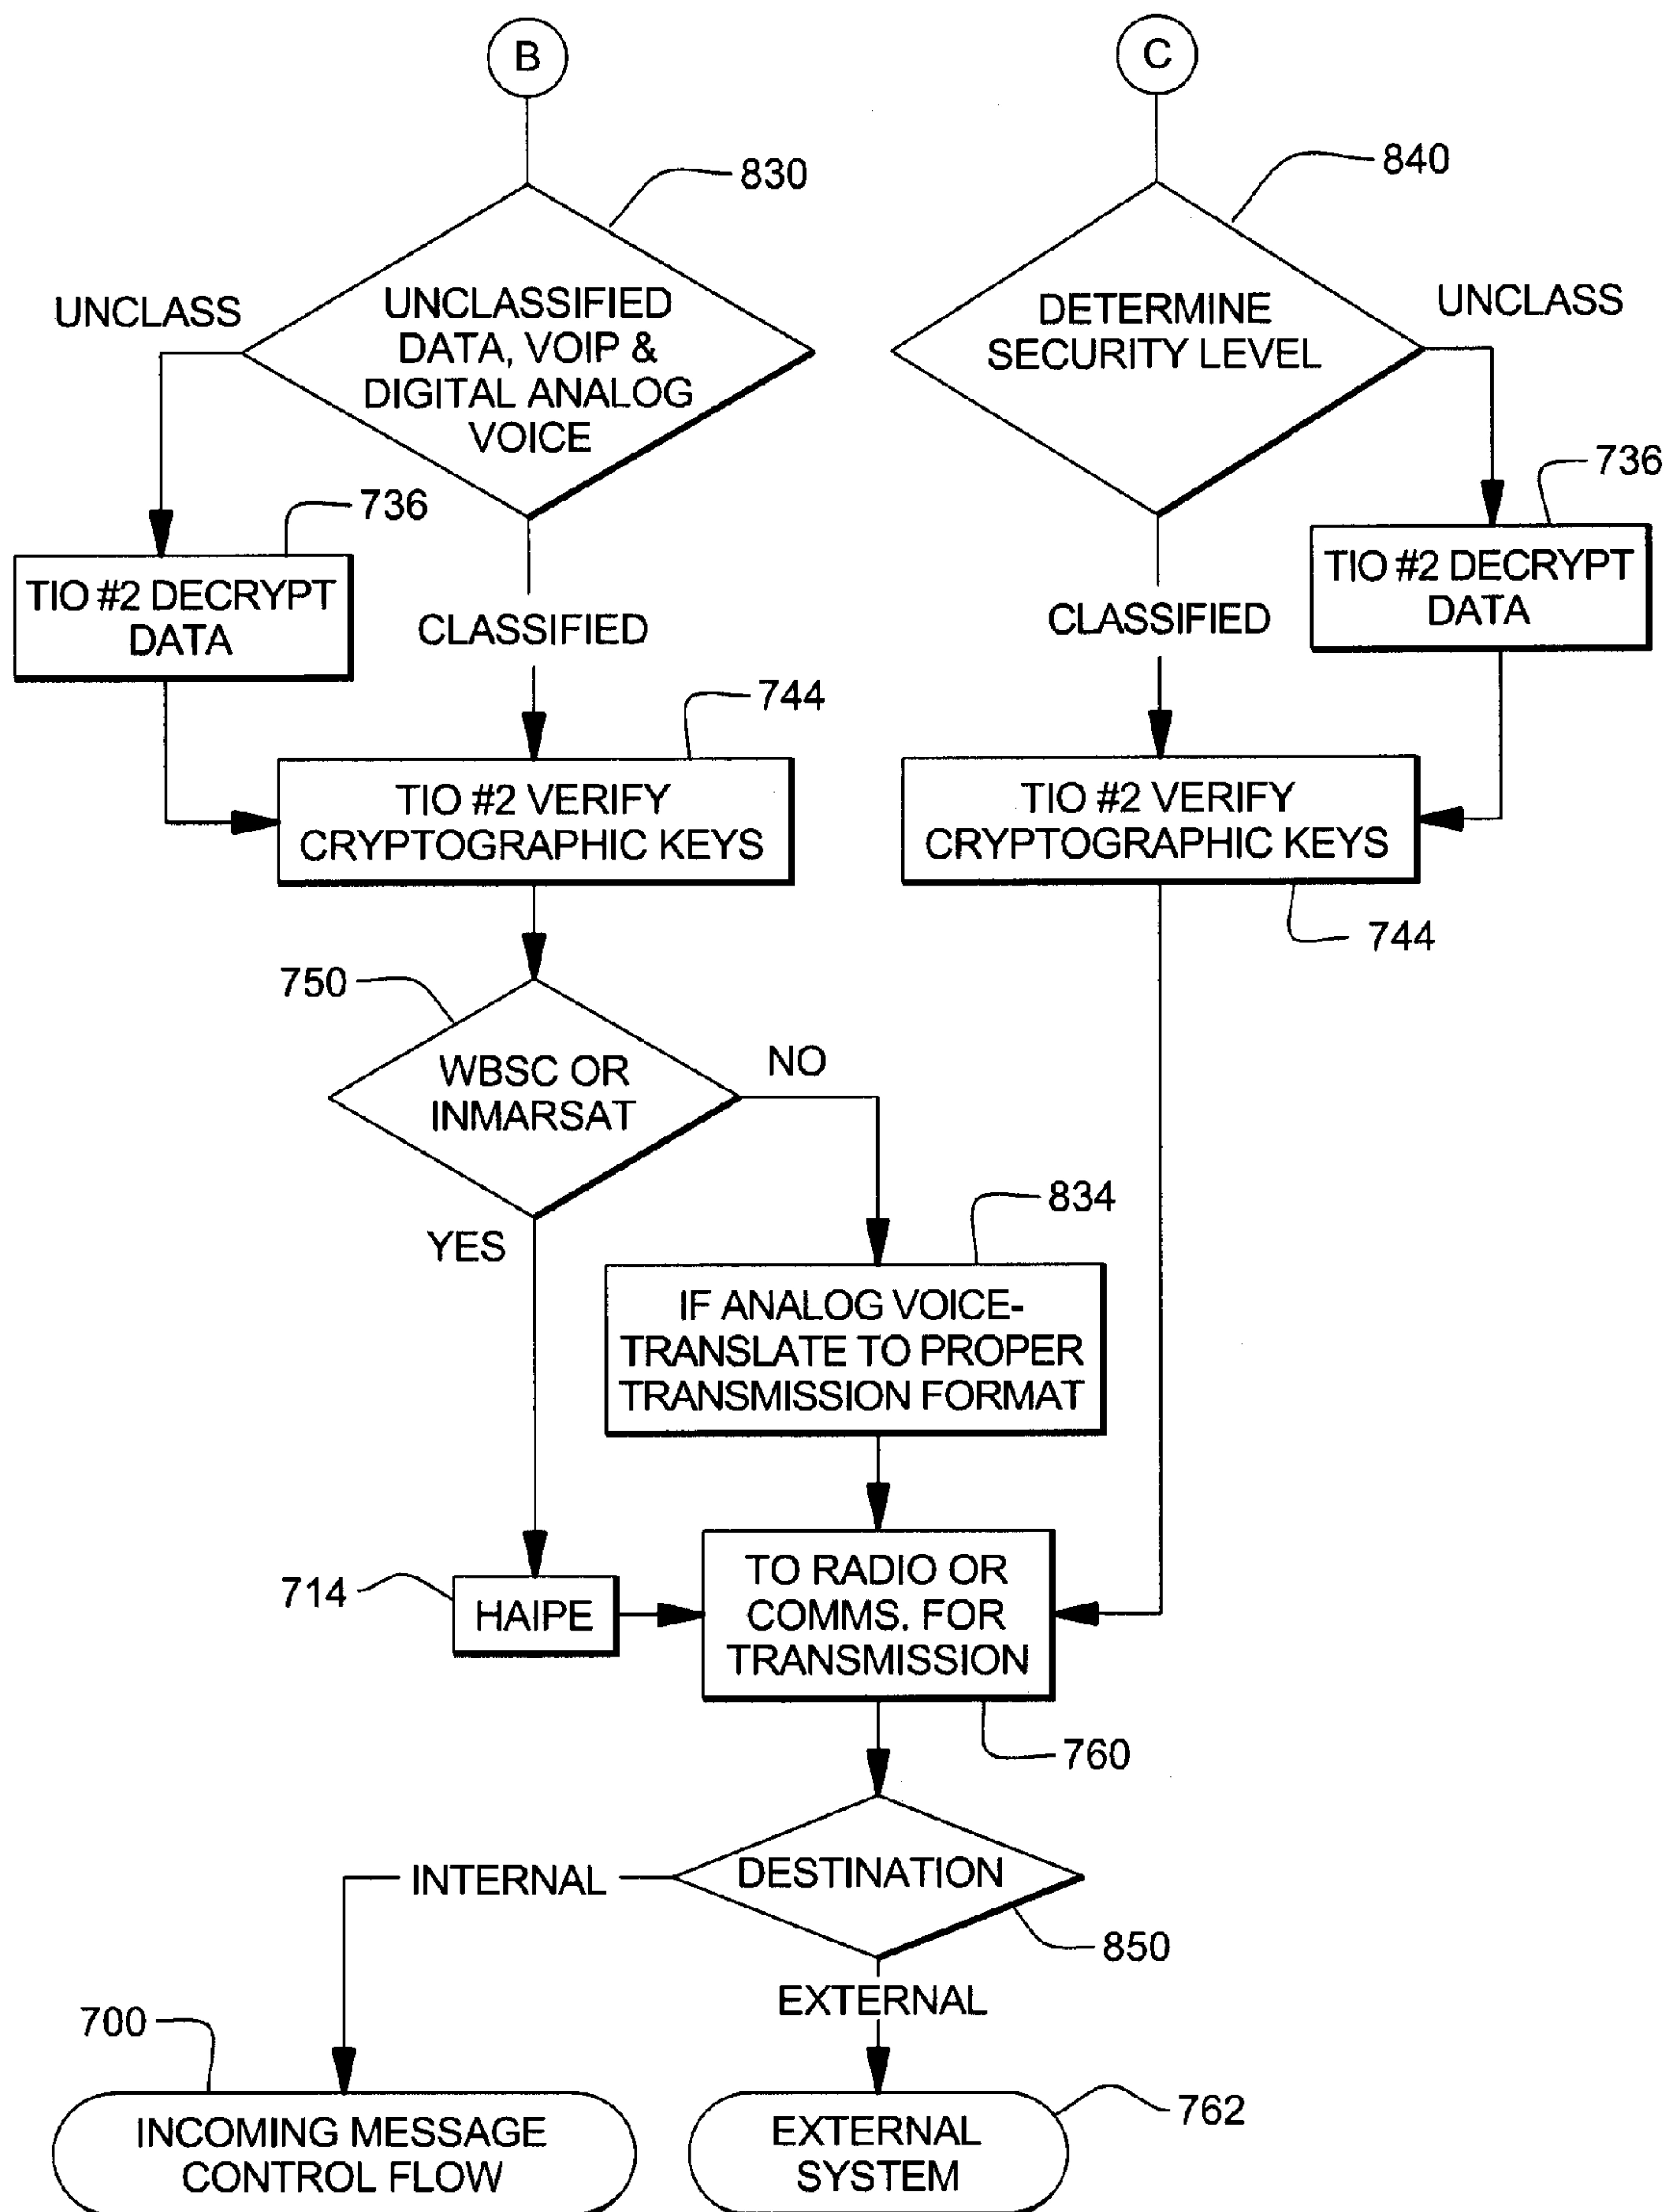 B
C
830
840
UNCLASS
UNCLASSIFIED
DATA, VOIP &
DIGITAL ANALOG
VOICE
DETERMINE
SECURITY LEVEL
UNCLASS
736
736
TIO #2 DECRYPT
DATA
CLASSIFIED
CLASSIFIED
TIO #2 DECRYPT
DATA
744
TIO #2 VERIFY
CRYPTOGRAPHIC KEYS
TIO #2 VERIFY
CRYPTOGRAPHIC KEYS
744
750
WBSC OR
INMARSAT
NO
YES
834
IF ANALOG VOICE-
TRANSLATE TO PROPER
TRANSMISSION FORMAT
714
HAIPE
TO RADIO OR
COMMS. FOR
TRANSMISSION
760
INTERNAL
DESTINATION
850
EXTERNAL
700
INCOMING MESSAGE
CONTROL FLOW
EXTERNAL
SYSTEM
762